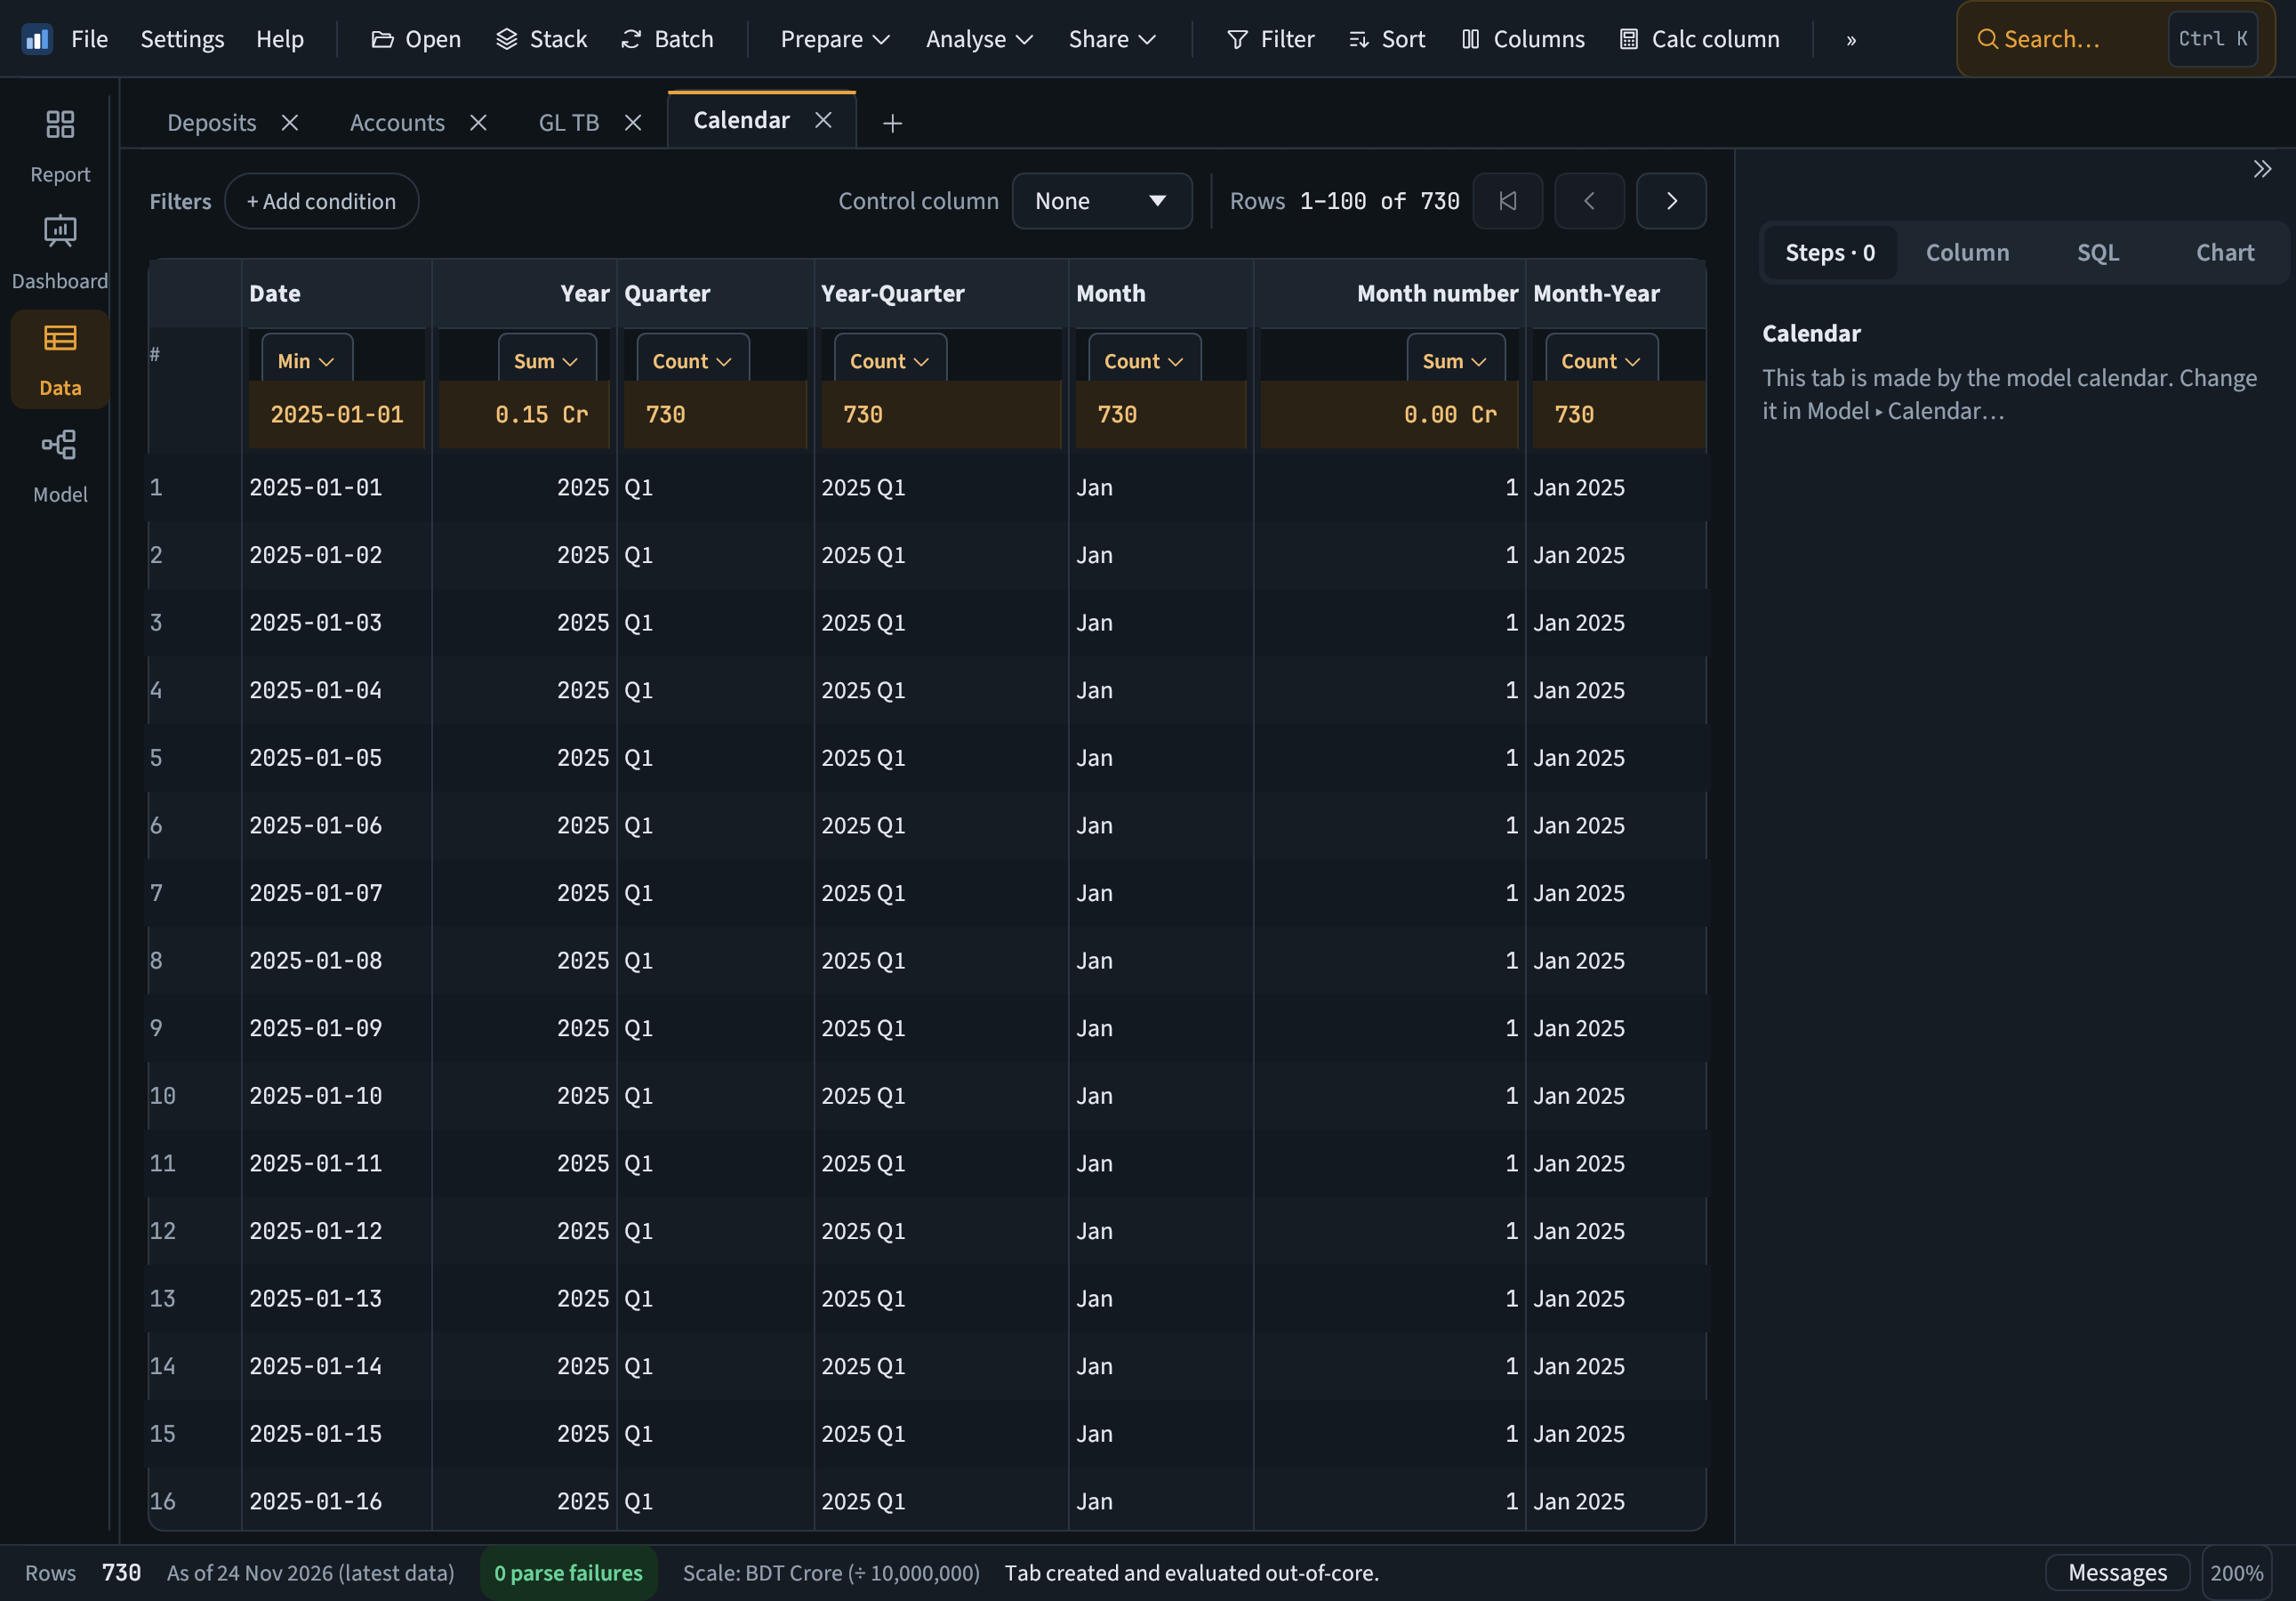 File Settings Help Open Stack Batch Prepare Analyse Share Filter Sort Columns Calc column » Search… Ctrl K
Report
Dashboard
Data
Model
Deposits Accounts GL TB Calendar
Filters + Add condition Control column None Rows 1–100 of 730
Date Year Quarter Year-Quarter Month Month number Month-Year
# Min Sum Count Count Count Sum Count
2025-01-01 0.15 Cr 730 730 730 0.00 Cr 730
1 2025-01-01 2025 Q1 2025 Q1 Jan 1 Jan 2025
2 2025-01-02 2025 Q1 2025 Q1 Jan 1 Jan 2025
3 2025-01-03 2025 Q1 2025 Q1 Jan 1 Jan 2025
4 2025-01-04 2025 Q1 2025 Q1 Jan 1 Jan 2025
5 2025-01-05 2025 Q1 2025 Q1 Jan 1 Jan 2025
6 2025-01-06 2025 Q1 2025 Q1 Jan 1 Jan 2025
7 2025-01-07 2025 Q1 2025 Q1 Jan 1 Jan 2025
8 2025-01-08 2025 Q1 2025 Q1 Jan 1 Jan 2025
9 2025-01-09 2025 Q1 2025 Q1 Jan 1 Jan 2025
10 2025-01-10 2025 Q1 2025 Q1 Jan 1 Jan 2025
11 2025-01-11 2025 Q1 2025 Q1 Jan 1 Jan 2025
12 2025-01-12 2025 Q1 2025 Q1 Jan 1 Jan 2025
13 2025-01-13 2025 Q1 2025 Q1 Jan 1 Jan 2025
14 2025-01-14 2025 Q1 2025 Q1 Jan 1 Jan 2025
15 2025-01-15 2025 Q1 2025 Q1 Jan 1 Jan 2025
16 2025-01-16 2025 Q1 2025 Q1 Jan 1 Jan 2025
Steps · 0 Column SQL Chart
Calendar
This tab is made by the model calendar. Change
it in Model ▸ Calendar…
Rows 730 As of 24 Nov 2026 (latest data) 0 parse failures Scale: BDT Crore (÷ 10,000,000) Tab created and evaluated out-of-core. Messages 200%